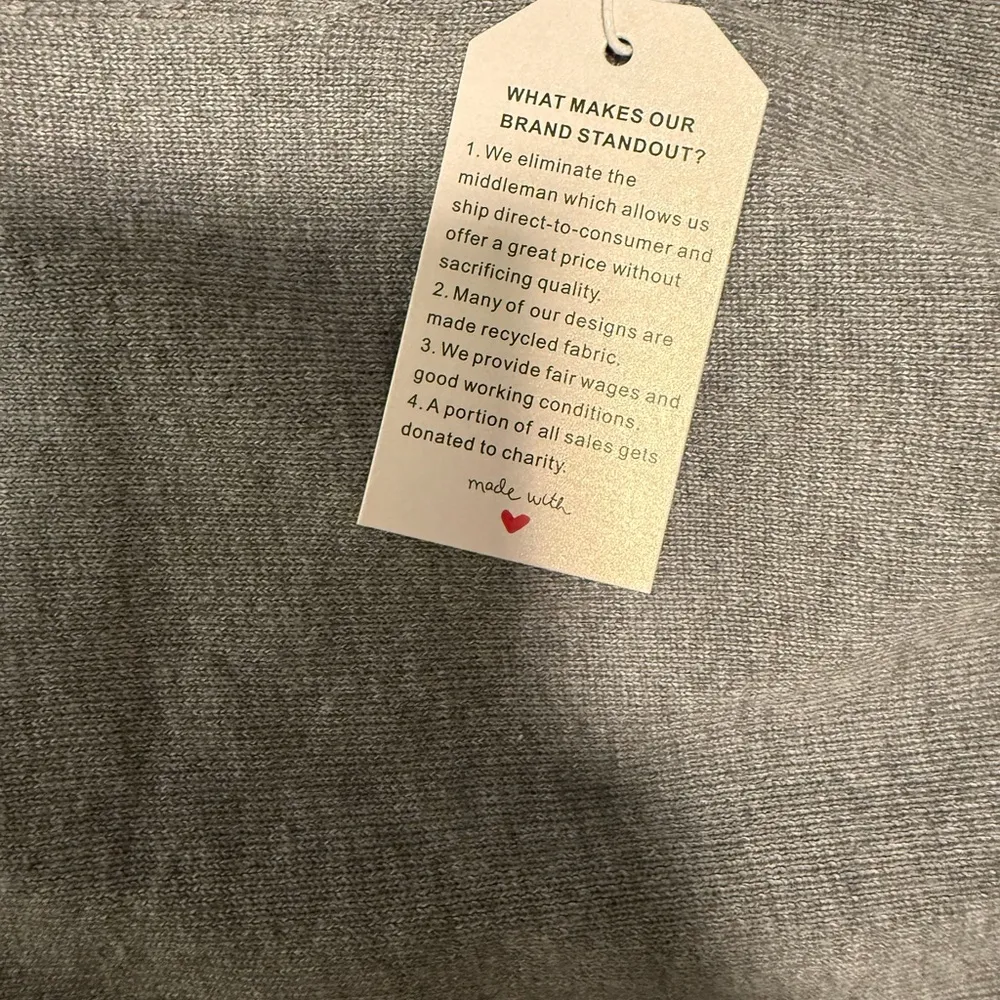 WHAT MAKES OUR
BRAND STANDOUT?
1. We eliminate the
middleman which allows us
ship direct-to-consumer and
offer a great price without
sacrificing quality.
2. Many of our designs are
made recycled fabric.
3. We provide fair wages and
good working conditions.
4. A portion of all sales gets
donated to charity.
made with